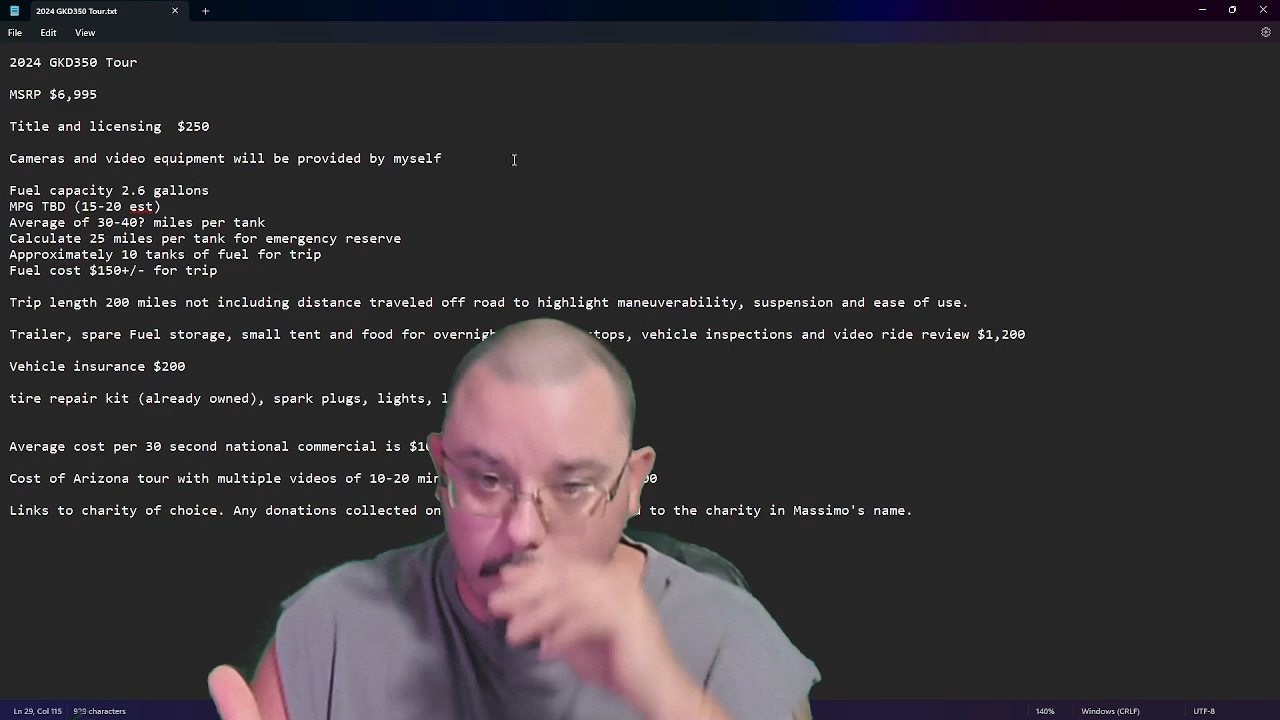 2024 GKD350 Tour.txt
File Edit View
2024 GKD350 Tour
MSRP $6,995
Title and licensing  $250
Cameras and video equipment will be provided by myself
Fuel capacity 2.6 gallons
MPG TBD (15-20 est)
Average of 30-40? miles per tank
Calculate 25 miles per tank for emergency reserve
Approximately 10 tanks of fuel for trip
Fuel cost $150+/- for trip
Trip length 200 miles not including distance traveled off road to highlight maneuverability, suspension and ease of use.
Trailer, spare Fuel storage, small tent and food for stops, vehicle inspections and video ride review $1,200
Vehicle insurance $200
tire repair kit (already owned), spark plugs, lights,
Average cost per 30 second national commercial is
Cost of Arizona tour with multiple videos of 10-20
Links to charity of choice. Any donations collected on to the charity in Massimo's name.
Ln 29, Col 115 characters 140% Windows (CRLF) UTF-8